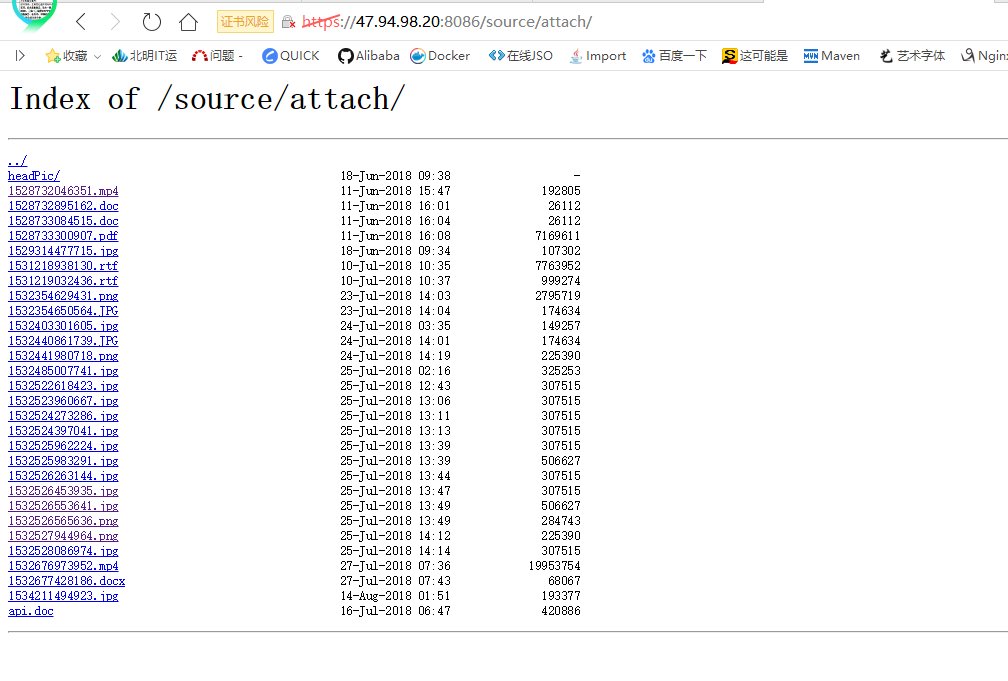 证书风险 https://47.94.98.20:8086/source/attach/
收藏 北明IT运 问题 - QUICK Alibaba Docker 在线JSO Import 百度一下 这可能是 Maven 艺术字体 Nginx
Index of /source/attach/
../
headPic/ 18-Jun-2018 09:38 -
1528732046351.mp4 11-Jun-2018 15:47 192805
1528732895162.doc 11-Jun-2018 16:01 26112
1528733084515.doc 11-Jun-2018 16:04 26112
1528733300907.pdf 11-Jun-2018 16:08 7169611
1529314477715.jpg 18-Jun-2018 09:34 107302
1531218938130.rtf 10-Jul-2018 10:35 7763952
1531219032436.rtf 10-Jul-2018 10:37 999274
1532354629431.png 23-Jul-2018 14:03 2795719
1532354650564.JPG 23-Jul-2018 14:04 174634
1532403301605.jpg 24-Jul-2018 03:35 149257
1532440861739.JPG 24-Jul-2018 14:01 174634
1532441980718.png 24-Jul-2018 14:19 225390
1532485007741.jpg 25-Jul-2018 02:16 325253
1532522618423.jpg 25-Jul-2018 12:43 307515
1532523960667.jpg 25-Jul-2018 13:06 307515
1532524273286.jpg 25-Jul-2018 13:11 307515
1532524397041.jpg 25-Jul-2018 13:13 307515
1532525962224.jpg 25-Jul-2018 13:39 307515
1532525983291.jpg 25-Jul-2018 13:39 506627
1532526263144.jpg 25-Jul-2018 13:44 307515
1532526453935.jpg 25-Jul-2018 13:47 307515
1532526553641.jpg 25-Jul-2018 13:49 506627
1532526565636.png 25-Jul-2018 13:49 284743
1532527944964.png 25-Jul-2018 14:12 225390
1532528086974.jpg 25-Jul-2018 14:14 307515
1532676973952.mp4 27-Jul-2018 07:36 19953754
1532677428186.docx 27-Jul-2018 07:43 68067
1534211494923.jpg 14-Aug-2018 01:51 193377
api.doc 16-Jul-2018 06:47 420886